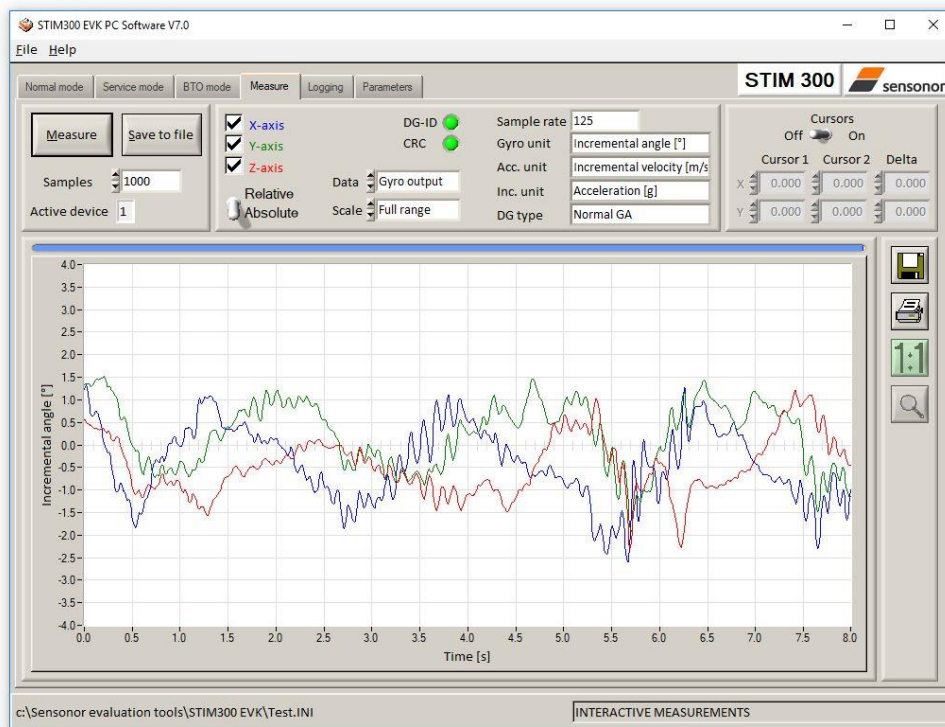 STIM300 EVK PC Software V7.0
File Help
Normal mode Service mode BTO mode Measure Logging Parameters
STIM 300 sensonor
Measure Save to file
Samples 1000
Active device 1
X-axis
Y-axis
Z-axis
Relative
Absolute
DG-ID
CRC
Data Gyro output
Scale Full range
Sample rate 125
Gyro unit Incremental angle [°]
Acc. unit Incremental velocity [m/s
Inc. unit Acceleration [g]
DG type Normal GA
Cursors
Off On
Cursor 1 Cursor 2 Delta
X 0.000 0.000 0.000
Y 0.000 0.000 0.000
1:1
Incremental angle [°]
4.0
3.5
3.0
2.5
2.0
1.5
1.0
0.5
0.0
-0.5
-1.0
-1.5
-2.0
-2.5
-3.0
-3.5
-4.0
0.0 0.5 1.0 1.5 2.0 2.5 3.0 3.5 4.0 4.5 5.0 5.5 6.0 6.5 7.0 7.5 8.0
Time [s]
c:\Sensonor evaluation tools\STIM300 EVK\Test.INI
INTERACTIVE MEASUREMENTS